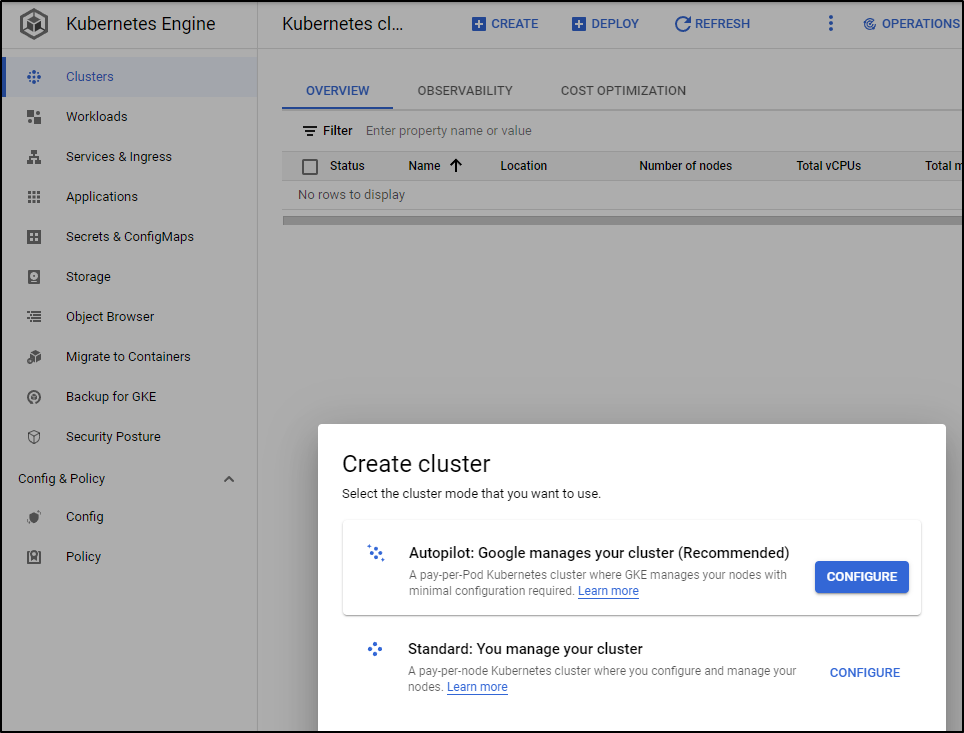 Kubernetes Engine
Kubernetes cl...
CREATE
DEPLOY
REFRESH
OPERATIONS
Clusters
Workloads
Services & Ingress
Applications
Secrets & ConfigMaps
Storage
Object Browser
Migrate to Containers
Backup for GKE
Security Posture
Config & Policy
Config
Policy
OVERVIEW
OBSERVABILITY
COST OPTIMIZATION
Filter Enter property name or value
Status Name Location Number of nodes Total vCPUs Total m
No rows to display
Create cluster
Select the cluster mode that you want to use.
Autopilot: Google manages your cluster (Recommended)
A pay-per-Pod Kubernetes cluster where GKE manages your nodes with
minimal configuration required. Learn more
CONFIGURE
Standard: You manage your cluster
A pay-per-node Kubernetes cluster where you configure and manage your
nodes. Learn more
CONFIGURE